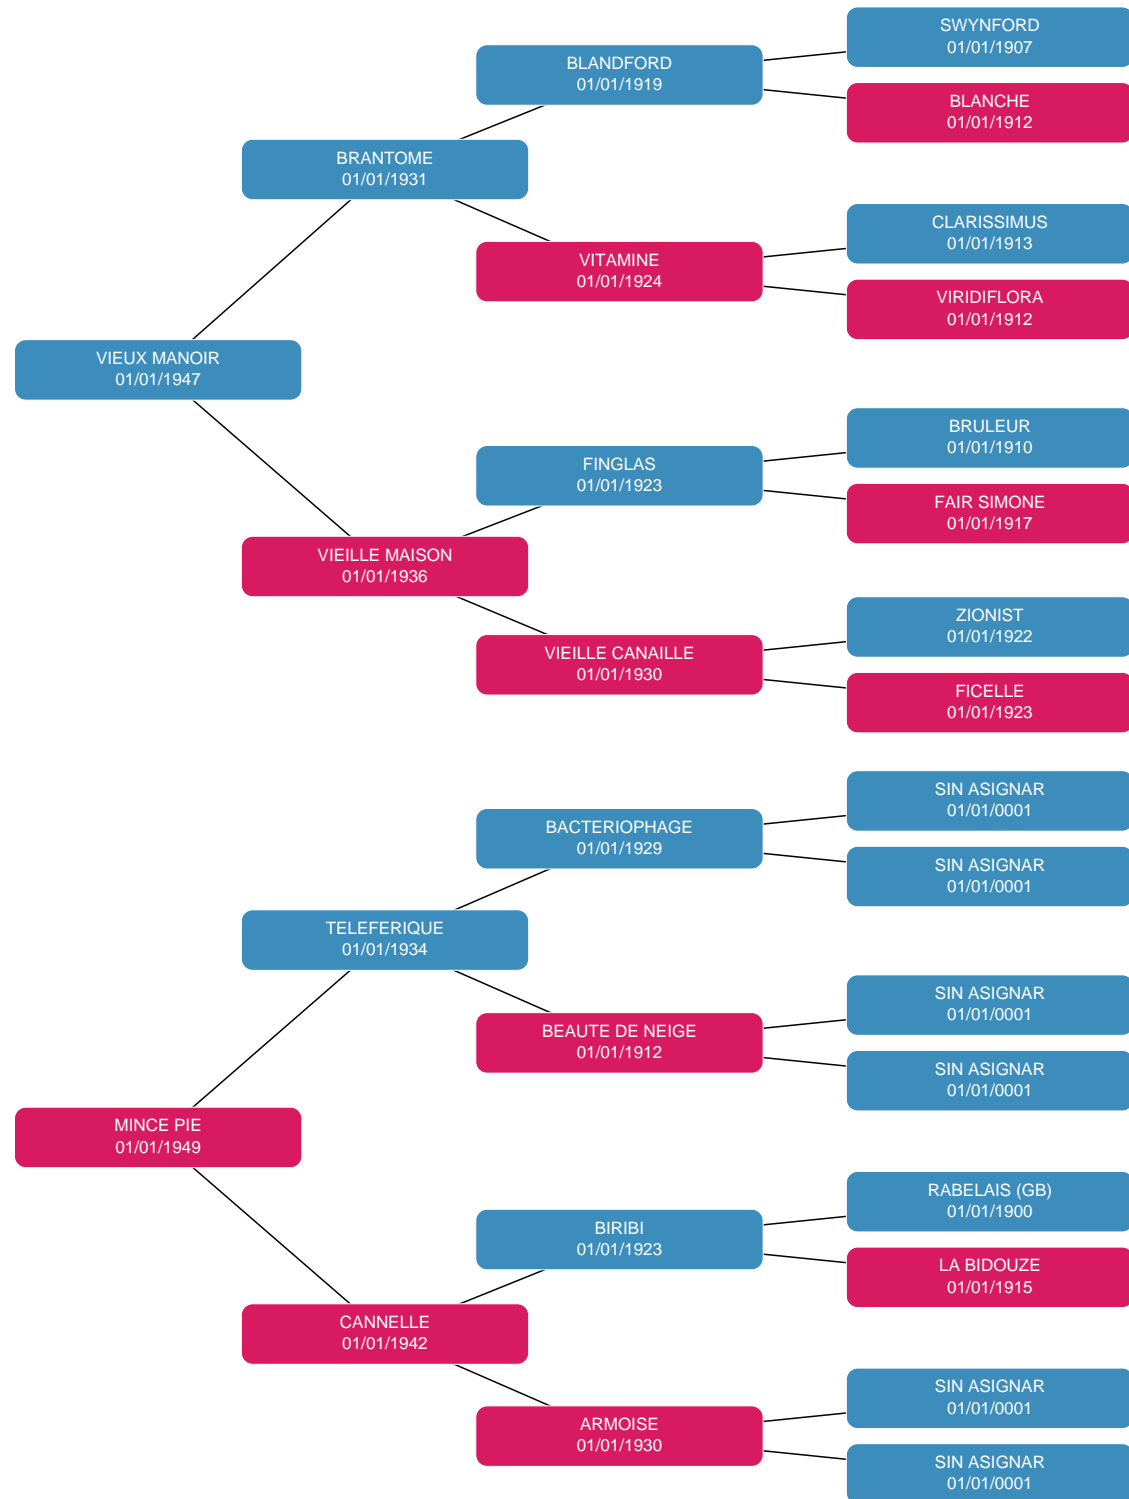 SWYNFORD
01/01/1907
BLANDFORD
01/01/1919
BLANCHE
01/01/1912
BRANTOME
01/01/1931
CLARISSIMUS
01/01/1913
VITAMINE
01/01/1924
VIRIDIFLORA
01/01/1912
VIEUX MANOIR
01/01/1947
BRULEUR
01/01/1910
FINGLAS
01/01/1923
FAIR SIMONE
01/01/1917
VIEILLE MAISON
01/01/1936
ZIONIST
01/01/1922
VIEILLE CANAILLE
01/01/1930
FICELLE
01/01/1923
SIN ASIGNAR
01/01/0001
BACTERIOPHAGE
01/01/1929
SIN ASIGNAR
01/01/0001
TELEFERIQUE
01/01/1934
SIN ASIGNAR
01/01/0001
BEAUTE DE NEIGE
01/01/1912
SIN ASIGNAR
01/01/0001
MINCE PIE
01/01/1949
RABELAIS (GB)
01/01/1900
BIRIBI
01/01/1923
LA BIDOUZE
01/01/1915
CANNELLE
01/01/1942
SIN ASIGNAR
01/01/0001
ARMOISE
01/01/1930
SIN ASIGNAR
01/01/0001